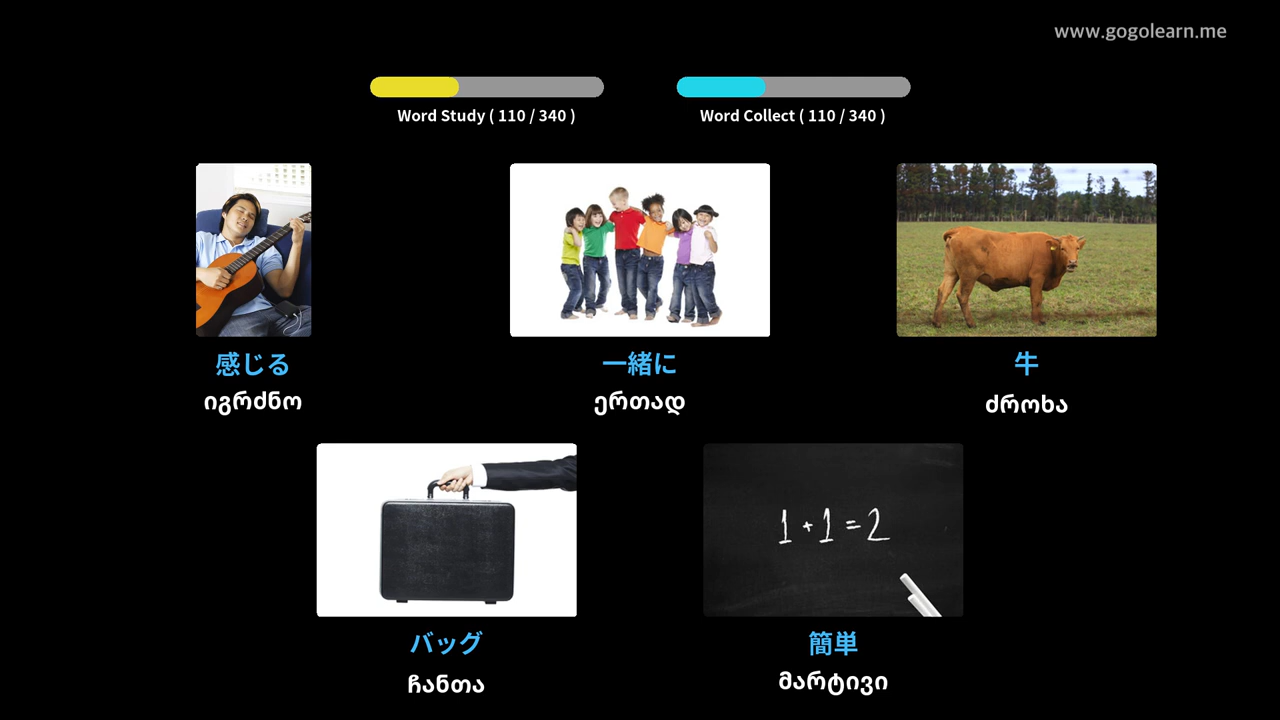 www.gogolearn.me
Word Study ( 110 / 340 )
Word Collect ( 110 / 340 )
感じる
იგრძნო
一緒に
ერთად
牛
ძროხა
1 + 1 = 2
バッグ
ჩანთა
簡単
მარტივი